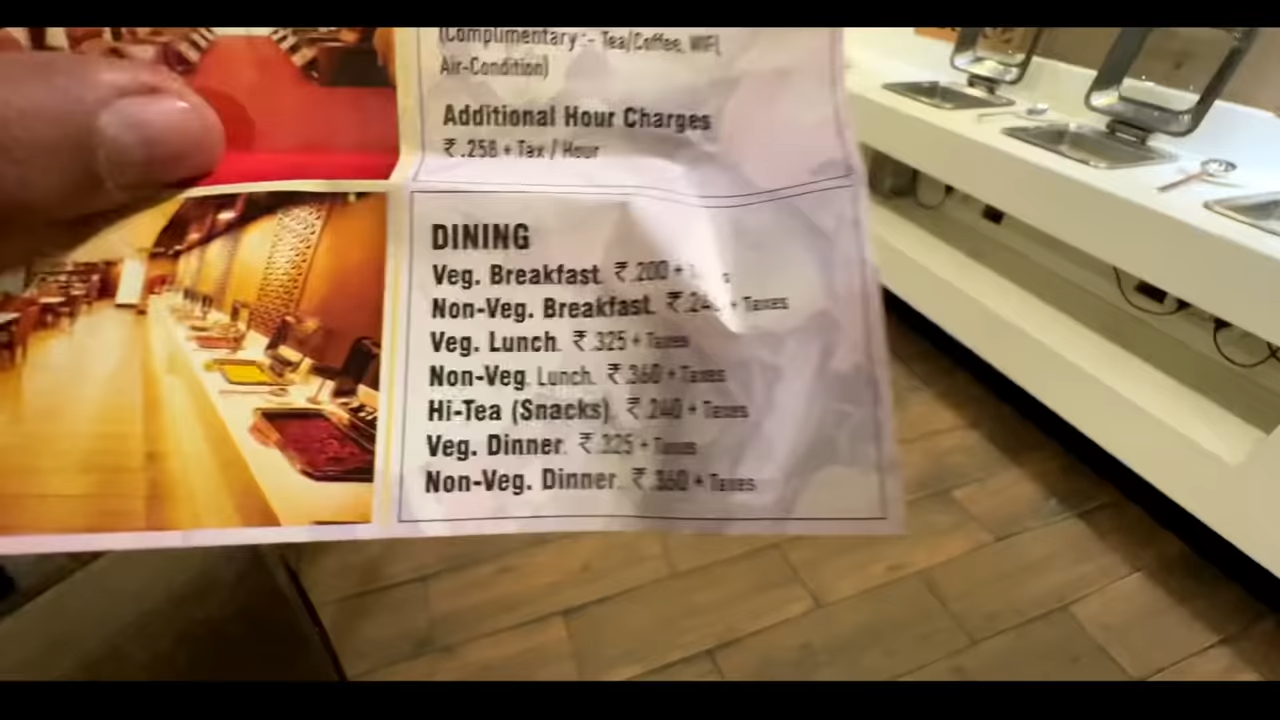 (Complimentary :- Tea/Coffee, WIFI,
Air-Condition)
Additional Hour Charges
₹.258 + Tax / Hour
DINING
Veg. Breakfast. ₹.200 +
Non-Veg. Breakfast. + Taxes
Veg. Lunch. ₹.325 + Taxes
Non-Veg. Lunch. ₹.360 + Taxes
Hi-Tea (Snacks). ₹.240 + Taxes
Veg. Dinner. ₹.325 + Taxes
Non-Veg. Dinner. ₹.360 + Taxes